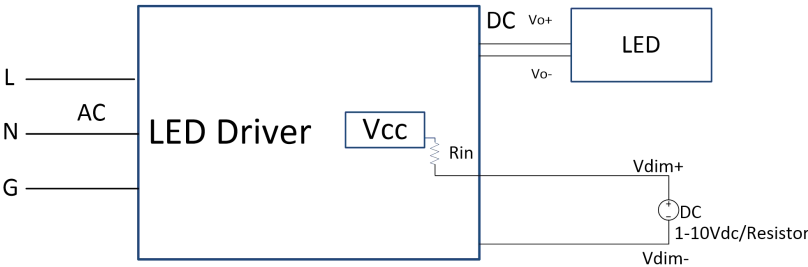 DC Vo+
LED
Vo-
L
AC
N
LED Driver
Vcc
Rin
G
Vdim+
DC
1-10Vdc/Resistor
Vdim-